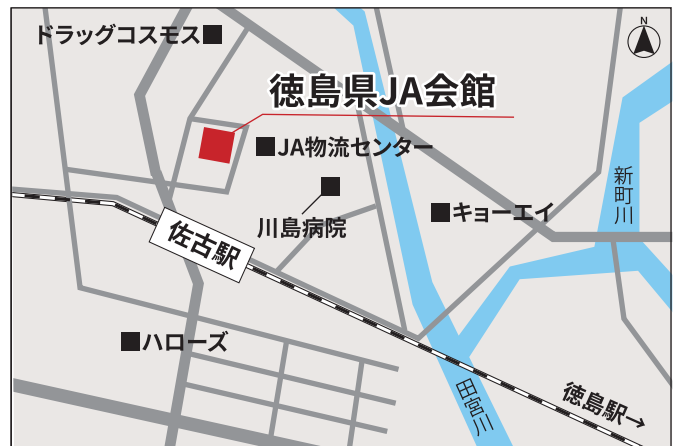 ドラッグコスモス■
N
徳島県JA会館
■JA物流センター
川島病院
■キョーエイ
新町川
佐古駅
■ハローズ
田宮川
徳島駅→